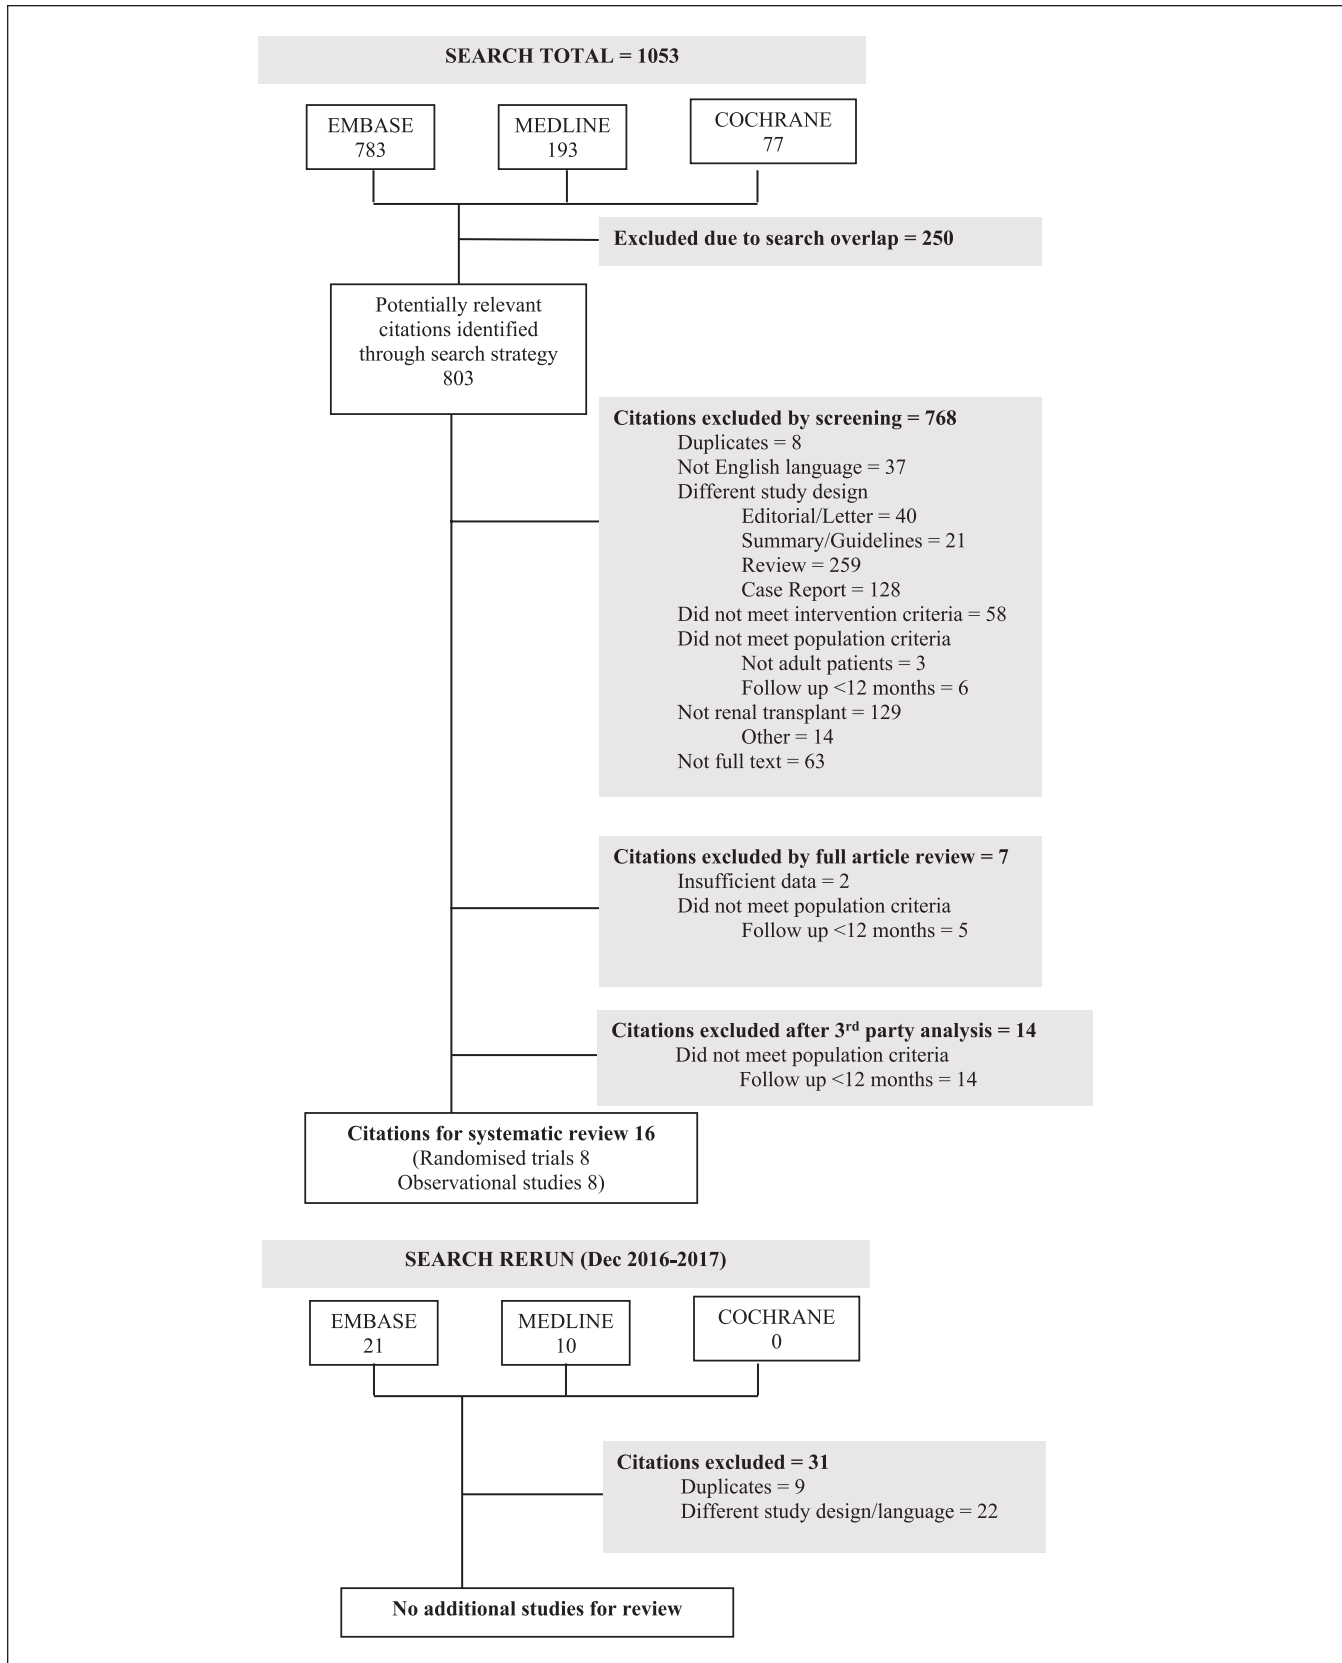 SEARCH TOTAL = 1053
EMBASE
783
MEDLINE
193
COCHRANE
77
Excluded due to search overlap = 250
Potentially relevant
citations identified
through search strategy
803
Citations excluded by screening = 768
Duplicates = 8
Not English language = 37
Different study design
Editorial/Letter = 40
Summary/Guidelines = 21
Review = 259
Case Report = 128
Did not meet intervention criteria = 58
Did not meet population criteria
Not adult patients = 3
Follow up <12 months = 6
Not renal transplant = 129
Other = 14
Not full text = 63
Citations excluded by full article review = 7
Insufficient data = 2
Did not meet population criteria
Follow up <12 months = 5
Citations excluded after 3rd party analysis = 14
Did not meet population criteria
Follow up <12 months = 14
Citations for systematic review 16
(Randomised trials 8
Observational studies 8)
SEARCH RERUN (Dec 2016-2017)
EMBASE
21
MEDLINE
10
COCHRANE
0
Citations excluded = 31
Duplicates = 9
Different study design/language = 22
No additional studies for review